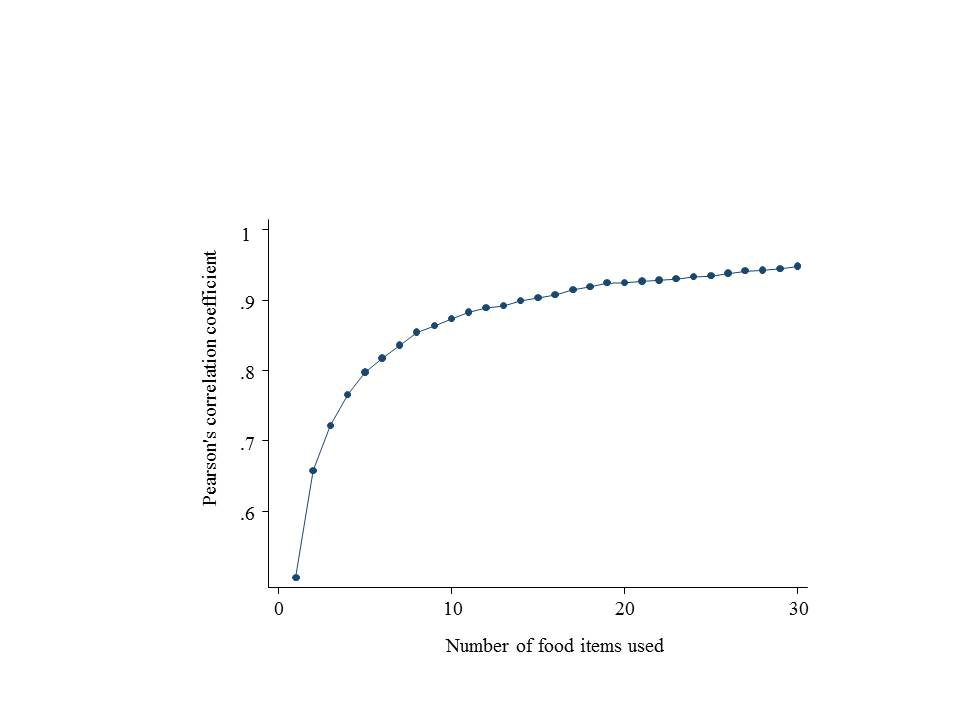 1
.9
.8
.7
.6
Pearson's correlation coefficient
0 10 20 30
Number of food items used